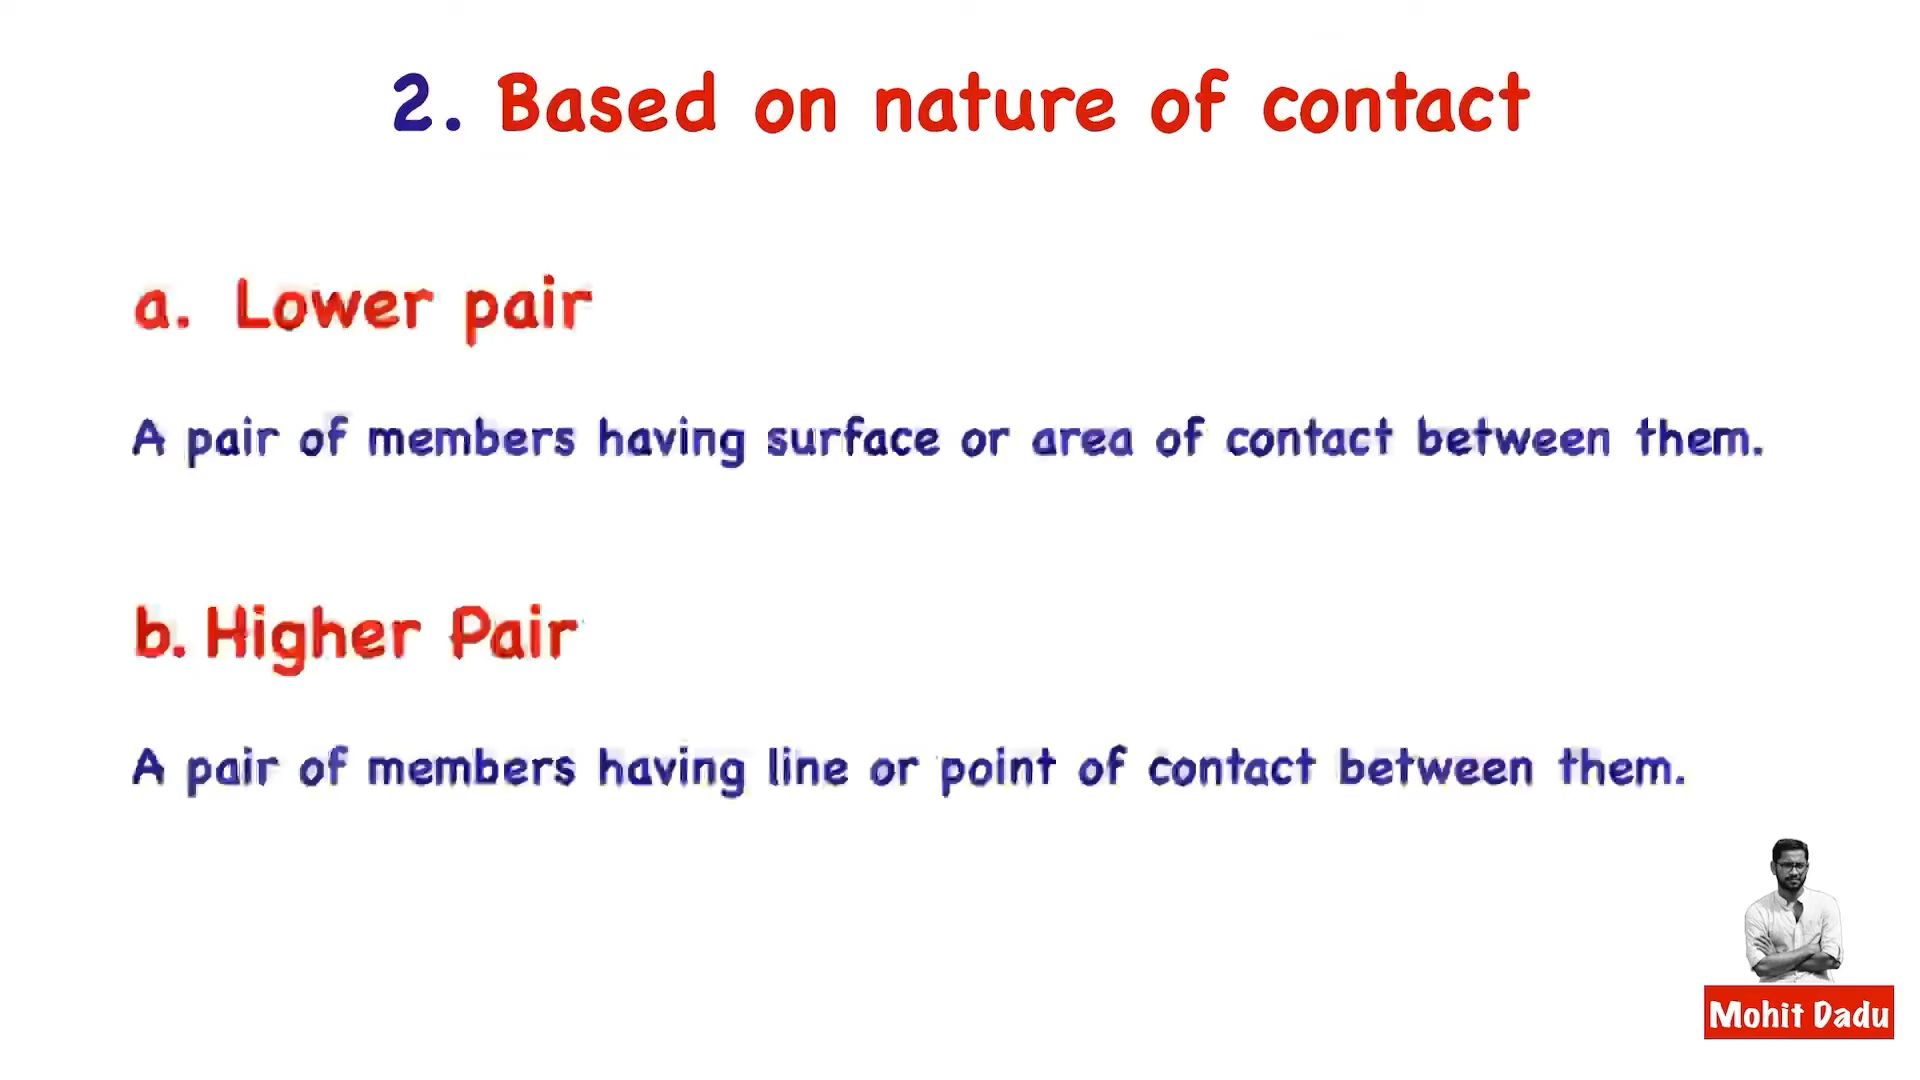 2. Based on nature of contact
a. Lower pair
A pair of members having surface or area of contact between them.
b. Higher Pair
A pair of members having line or point of contact between them.
Mohit Dadu